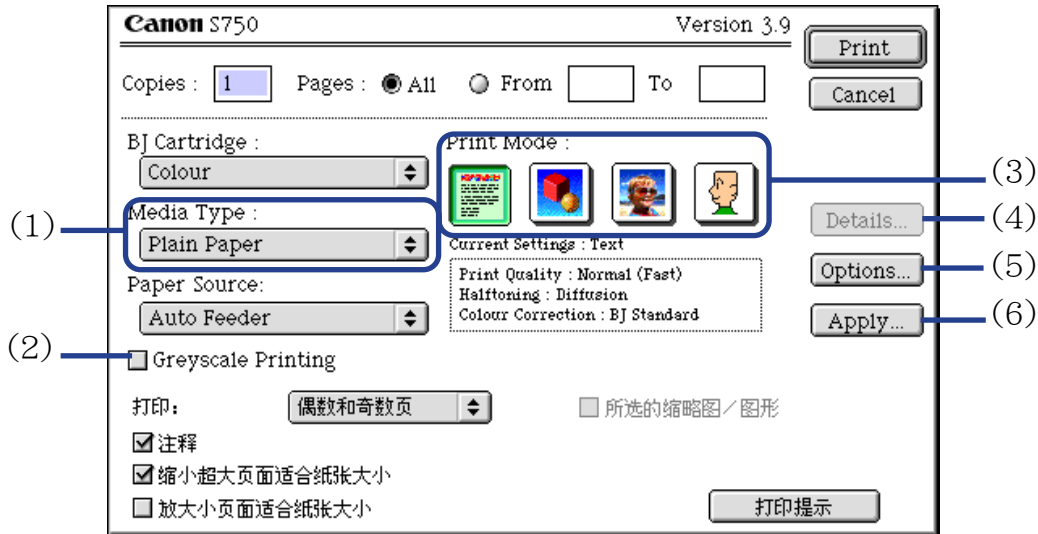 Canon S750 Version 3.9
Print
Copies : 1 Pages : All From To
Cancel
BJ Cartridge :
Colour
Print Mode :
(3)
(1)
Media Type :
Plain Paper
Details...
(4)
Current Settings : Text
Print Quality : Normal (Fast)
Halftoning : Diffusion
Colour Correction : BJ Standard
Options...
(5)
Paper Source:
Auto Feeder
Apply...
(6)
(2)
Greyscale Printing
打印： 偶数和奇数页 所选的缩略图／图形
注释
缩小超大页面适合纸张大小
放大小页面适合纸张大小
打印提示